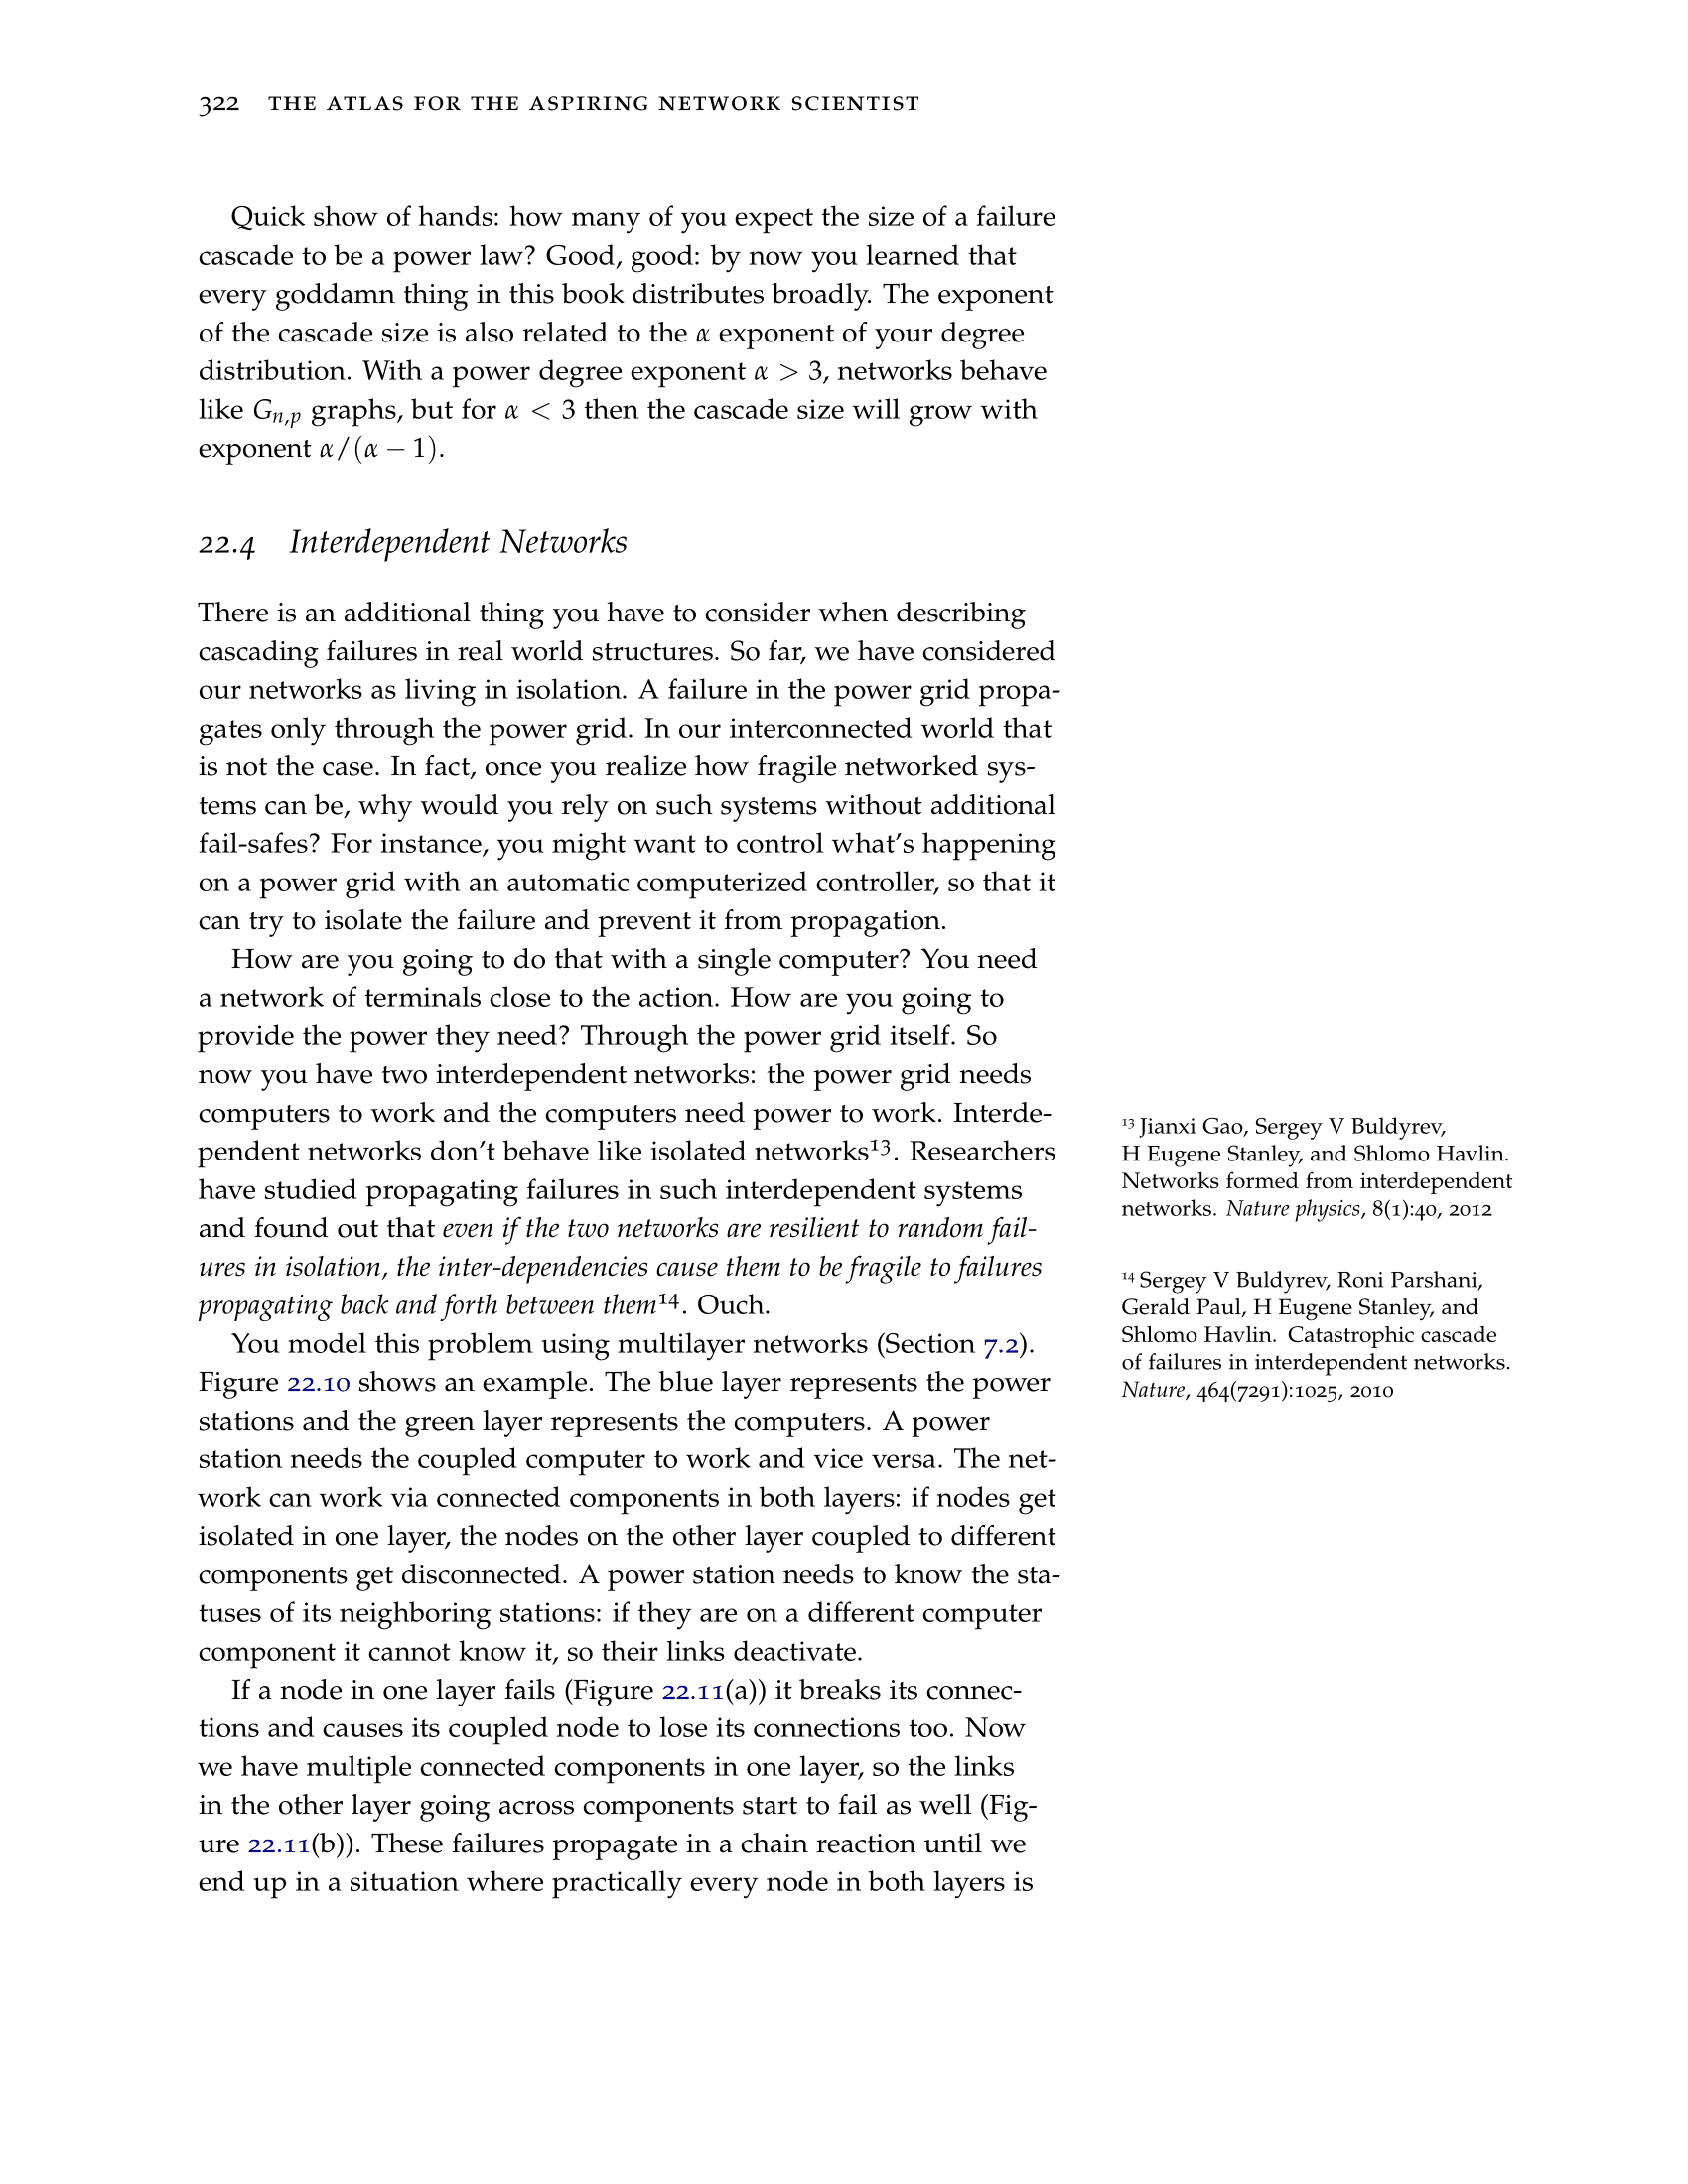 322 THE ATLAS FOR THE ASPIRING NETWORK SCIENTIST
Quick show of hands: how many of you expect the size of a failure
cascade to be a power law? Good, good: by now you learned that
every goddamn thing in this book distributes broadly. The exponent
of the cascade size is also related to the α exponent of your degree
distribution. With a power degree exponent α > 3, networks behave
like Gn,p graphs, but for α < 3 then the cascade size will grow with
exponent α/(α − 1).
22.4 Interdependent Networks
There is an additional thing you have to consider when describing
cascading failures in real world structures. So far, we have considered
our networks as living in isolation. A failure in the power grid propa-
gates only through the power grid. In our interconnected world that
is not the case. In fact, once you realize how fragile networked sys-
tems can be, why would you rely on such systems without additional
fail-safes? For instance, you might want to control what's happening
on a power grid with an automatic computerized controller, so that it
can try to isolate the failure and prevent it from propagation.
How are you going to do that with a single computer? You need
a network of terminals close to the action. How are you going to
provide the power they need? Through the power grid itself. So
now you have two interdependent networks: the power grid needs
computers to work and the computers need power to work. Interde-
pendent networks don't behave like isolated networks¹³. Researchers
have studied propagating failures in such interdependent systems
and found out that even if the two networks are resilient to random fail-
ures in isolation, the inter-dependencies cause them to be fragile to failures
propagating back and forth between them¹⁴. Ouch.
You model this problem using multilayer networks (Section 7.2).
Figure 22.10 shows an example. The blue layer represents the power
stations and the green layer represents the computers. A power
station needs the coupled computer to work and vice versa. The net-
work can work via connected components in both layers: if nodes get
isolated in one layer, the nodes on the other layer coupled to different
components get disconnected. A power station needs to know the sta-
tuses of its neighboring stations: if they are on a different computer
component it cannot know it, so their links deactivate.
If a node in one layer fails (Figure 22.11(a)) it breaks its connec-
tions and causes its coupled node to lose its connections too. Now
we have multiple connected components in one layer, so the links
in the other layer going across components start to fail as well (Fig-
ure 22.11(b)). These failures propagate in a chain reaction until we
end up in a situation where practically every node in both layers is
¹³ Jianxi Gao, Sergey V Buldyrev,
H Eugene Stanley, and Shlomo Havlin.
Networks formed from interdependent
networks. Nature physics, 8(1):40, 2012
¹⁴ Sergey V Buldyrev, Roni Parshani,
Gerald Paul, H Eugene Stanley, and
Shlomo Havlin. Catastrophic cascade
of failures in interdependent networks.
Nature, 464(7291):1025, 2010